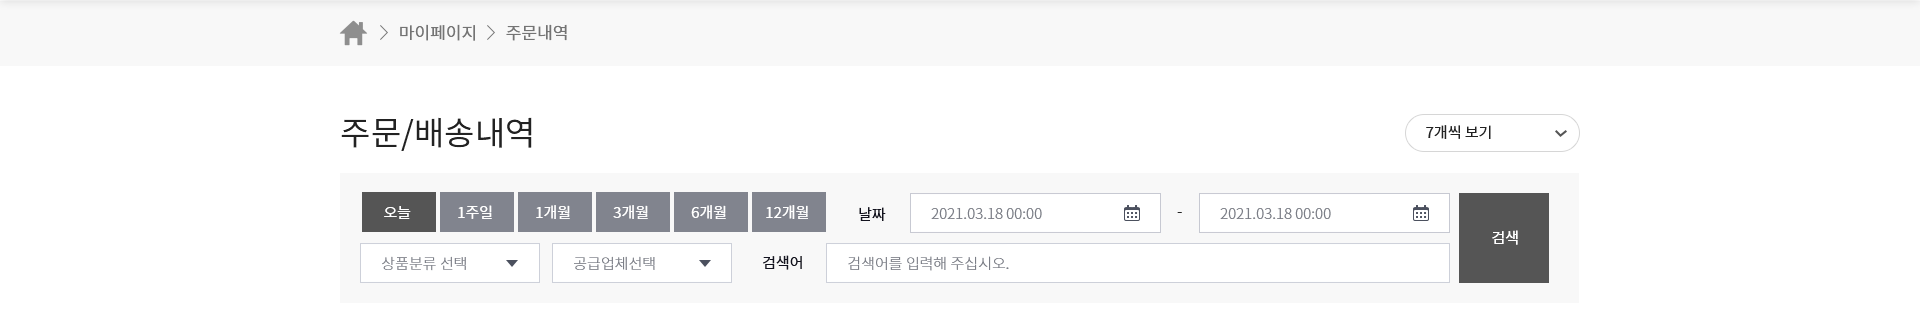 마이페이지 > 주문내역
주문/배송내역
7개씩 보기
오늘 1주일 1개월 3개월 6개월 12개월 날짜 2021.03.18 00:00 - 2021.03.18 00:00
검색
상품분류 선택 공급업체선택 검색어 검색어를 입력해 주십시오.